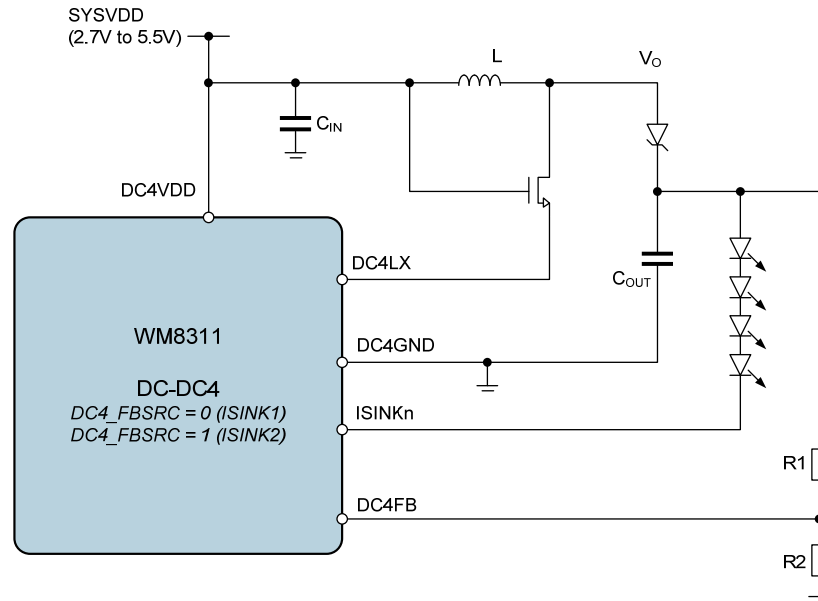 SYSVDD
(2.7V to 5.5V)
L
VO
CIN
DC4VDD
DC4LX
COUT
WM8311
DC4GND
DC-DC4
DC4_FBSRC = 0 (ISINK1)
ISINKn
DC4_FBSRC = 1 (ISINK2)
R1
DC4FB
R2